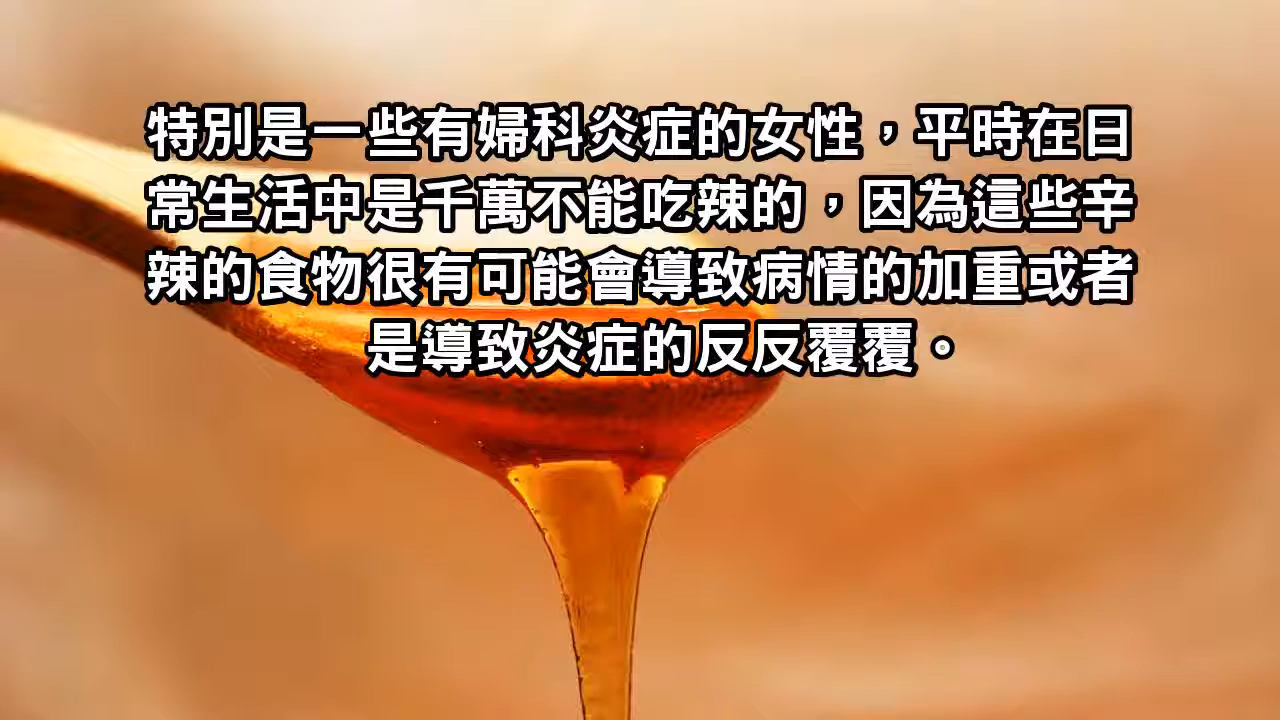 特別是一些有婦科炎症的女性，平時在日
常生活中是千萬不能吃辣的，因為這些辛
辣的食物很有可能會導致病情的加重或者
是導致炎症的反反覆覆。